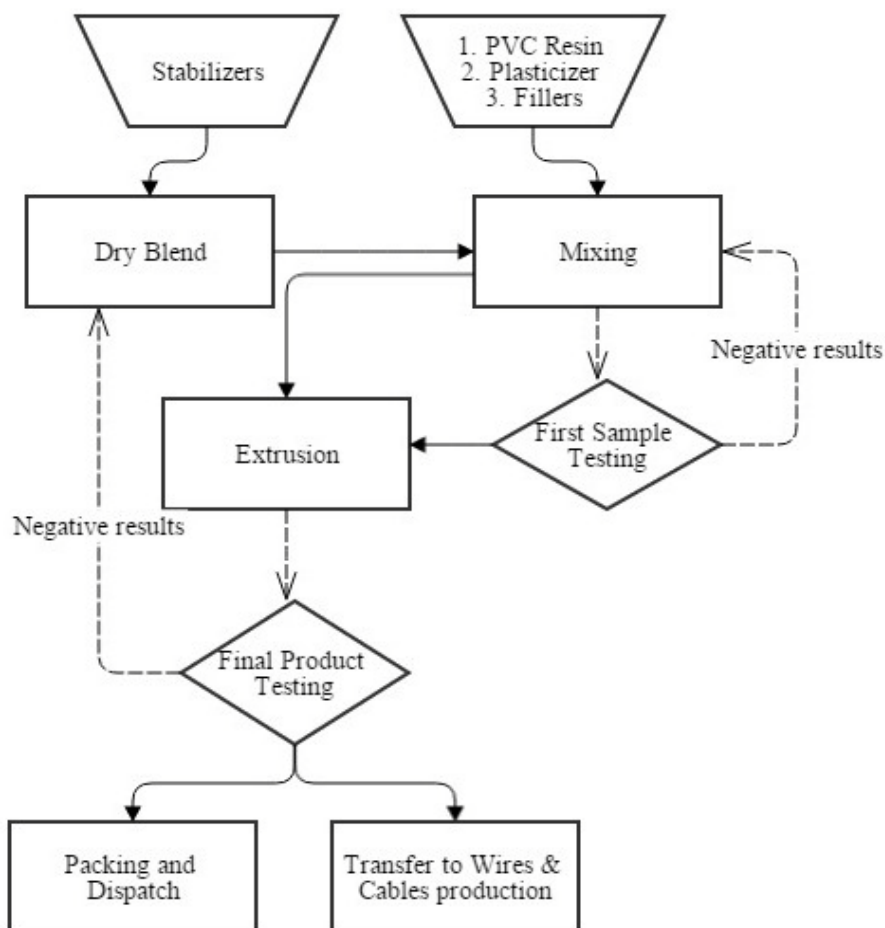 Stabilizers
1. PVC Resin
2. Plasticizer
3. Fillers
Dry Blend
Mixing
Negative results
First Sample
Testing
Extrusion
Negative results
Final Product
Testing
Packing and
Dispatch
Transfer to Wires &
Cables production